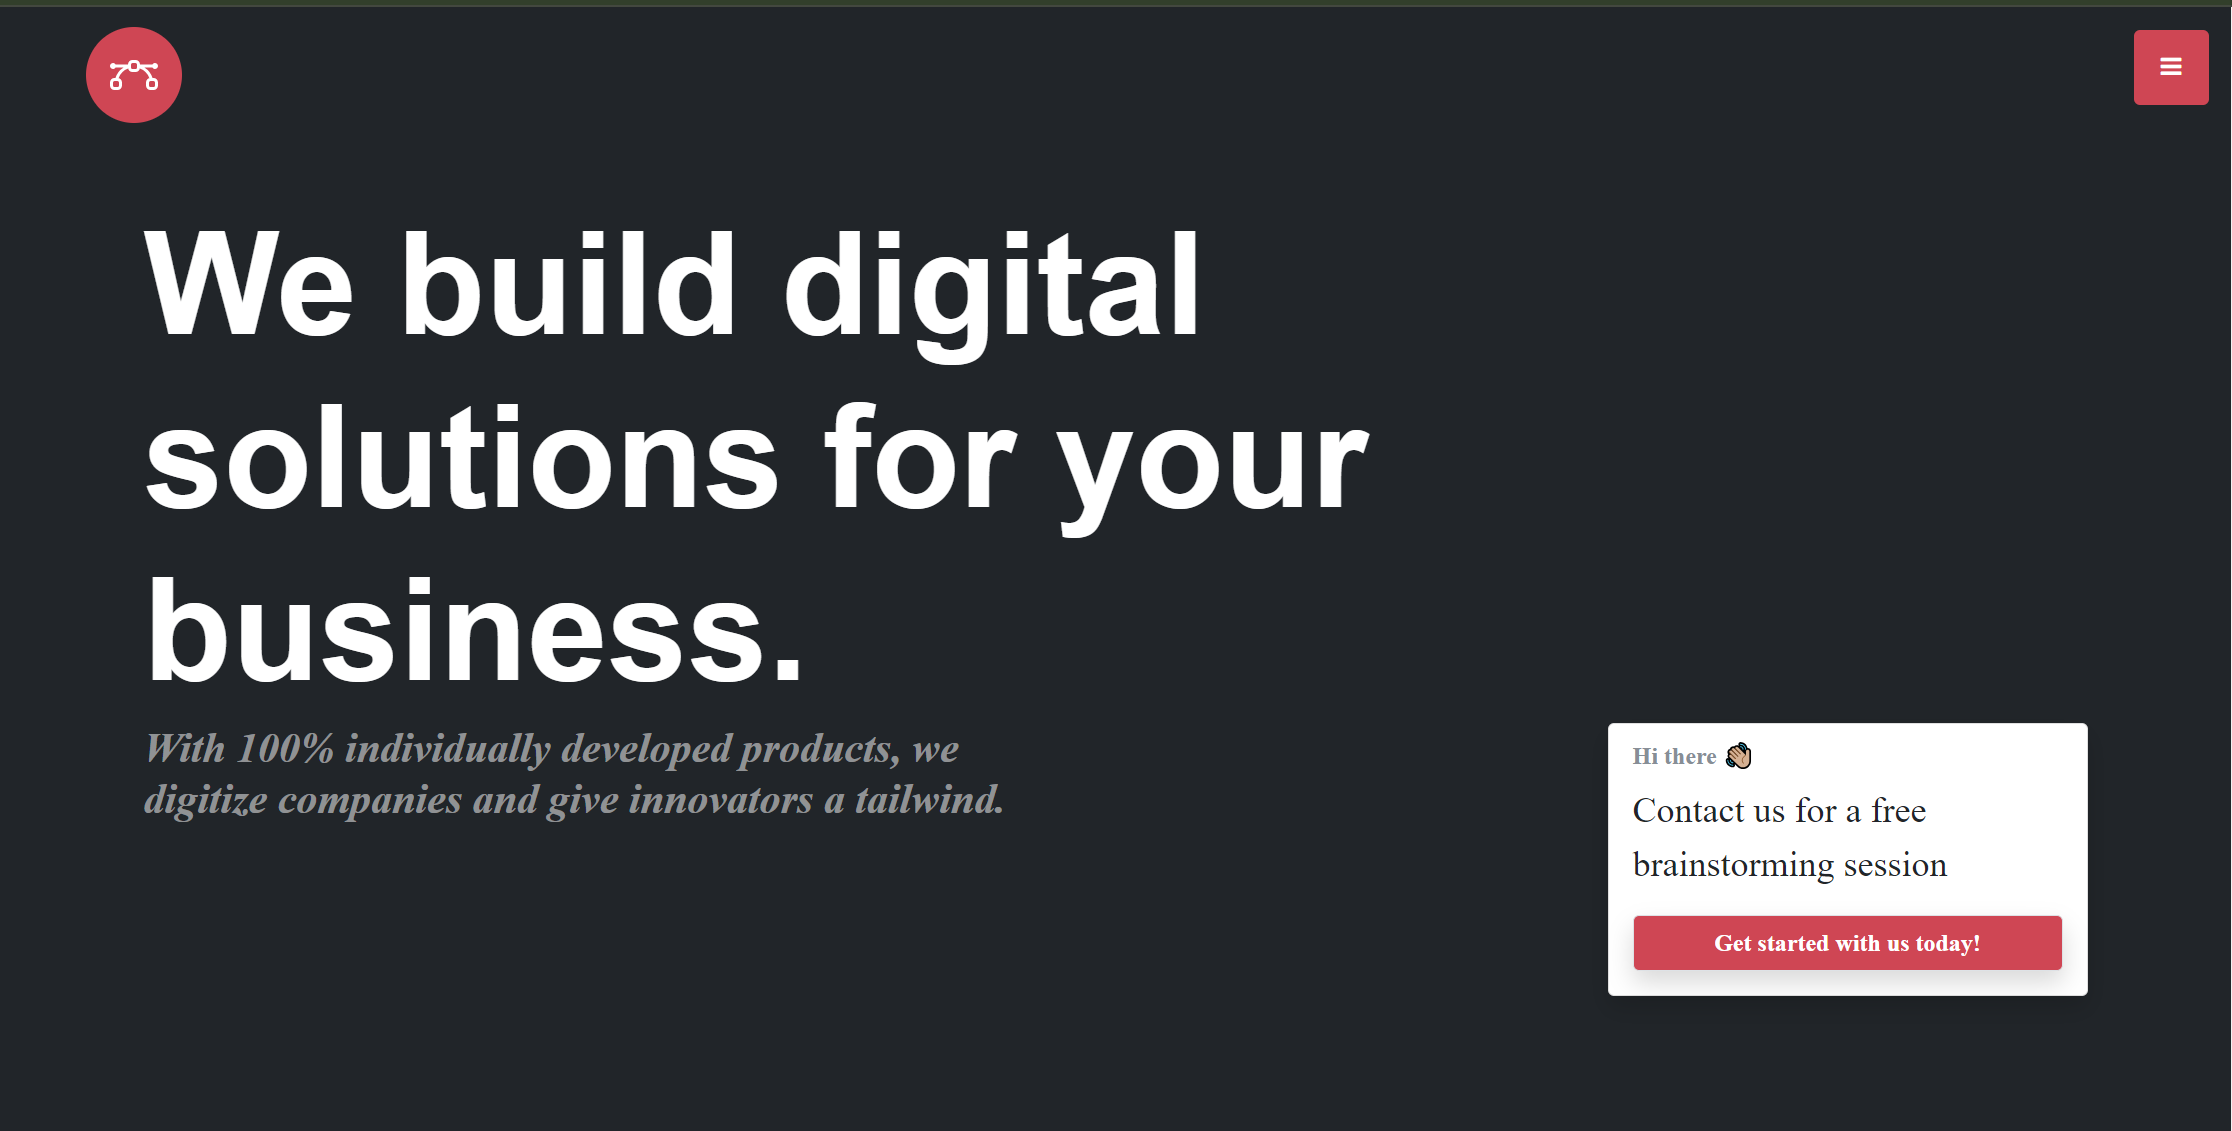 We build digital
solutions for your
business.
With 100% individually developed products, we
digitize companies and give innovators a tailwind.
Hi there 👋🏽
Contact us for a free
brainstorming session
Get started with us today!